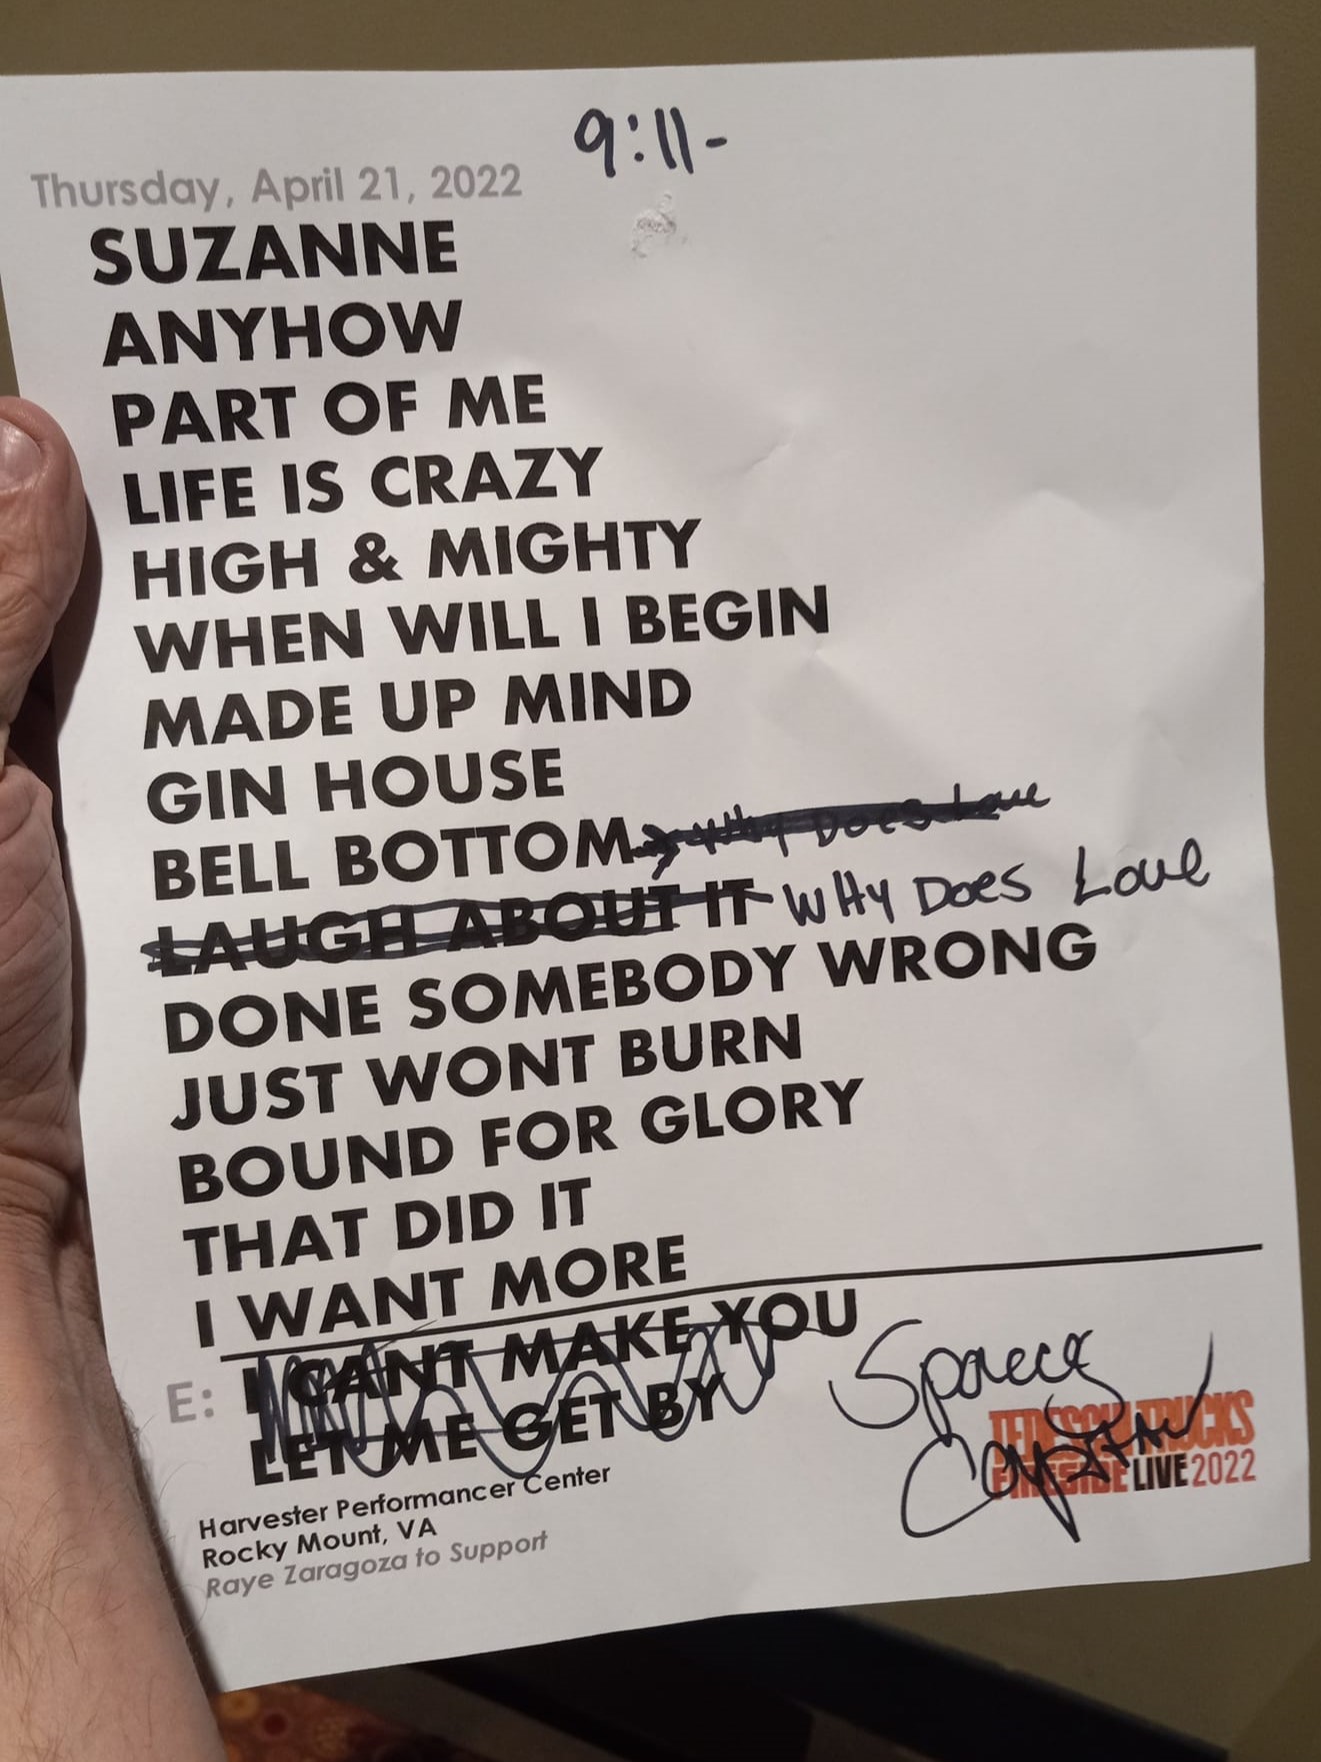 9:11-
Thursday, April 21, 2022
SUZANNE
ANYHOW
PART OF ME
LIFE IS CRAZY
HIGH & MIGHTY
WHEN WILL I BEGIN
MADE UP MIND
GIN HOUSE
BELL BOTTOM → Why Does Love
LAUGH ABOUT IT WHY DOES LOVE
DONE SOMEBODY WRONG
JUST WONT BURN
BOUND FOR GLORY
THAT DID IT
I WANT MORE
E: I CANT MAKE YOU
LET ME GET BY
Space
Captain
TEDESCHI TRUCKS
FIRESIDE LIVE 2022
Harvester Performancer Center
Rocky Mount, VA
Raye Zaragoza to Support